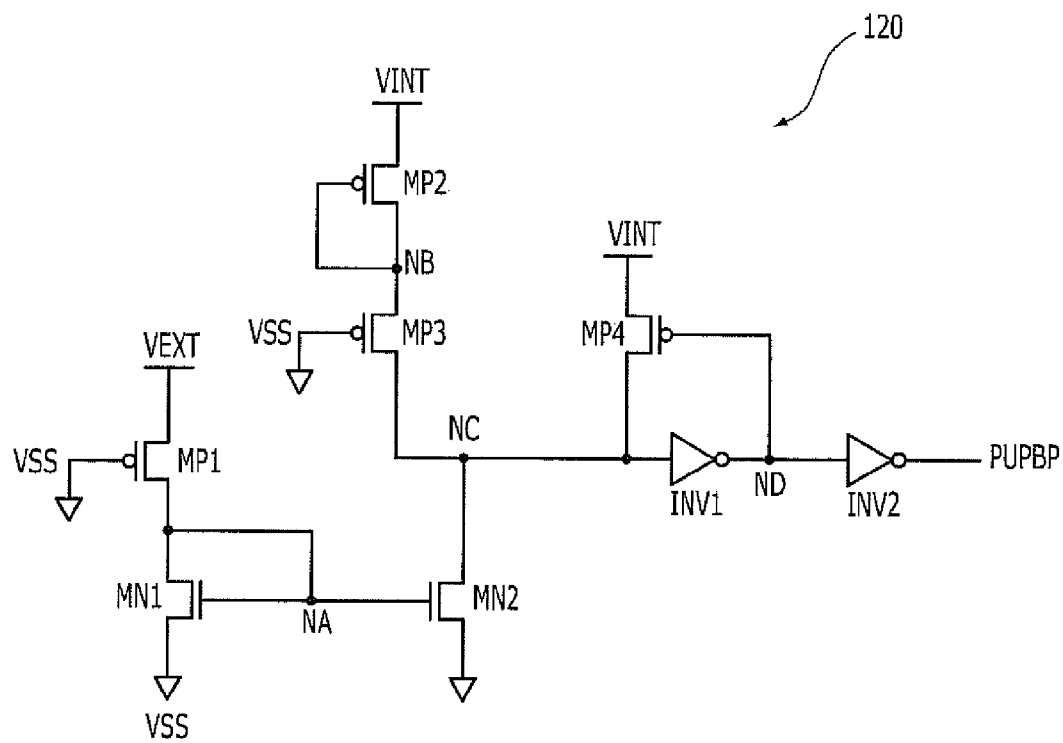 120
VINT
MP2
NB
VINT
VSS
MP3
MP4
VEXT
NC
VSS
MP1
INV1
ND
INV2
PUPBP
MN1
NA
MN2
VSS